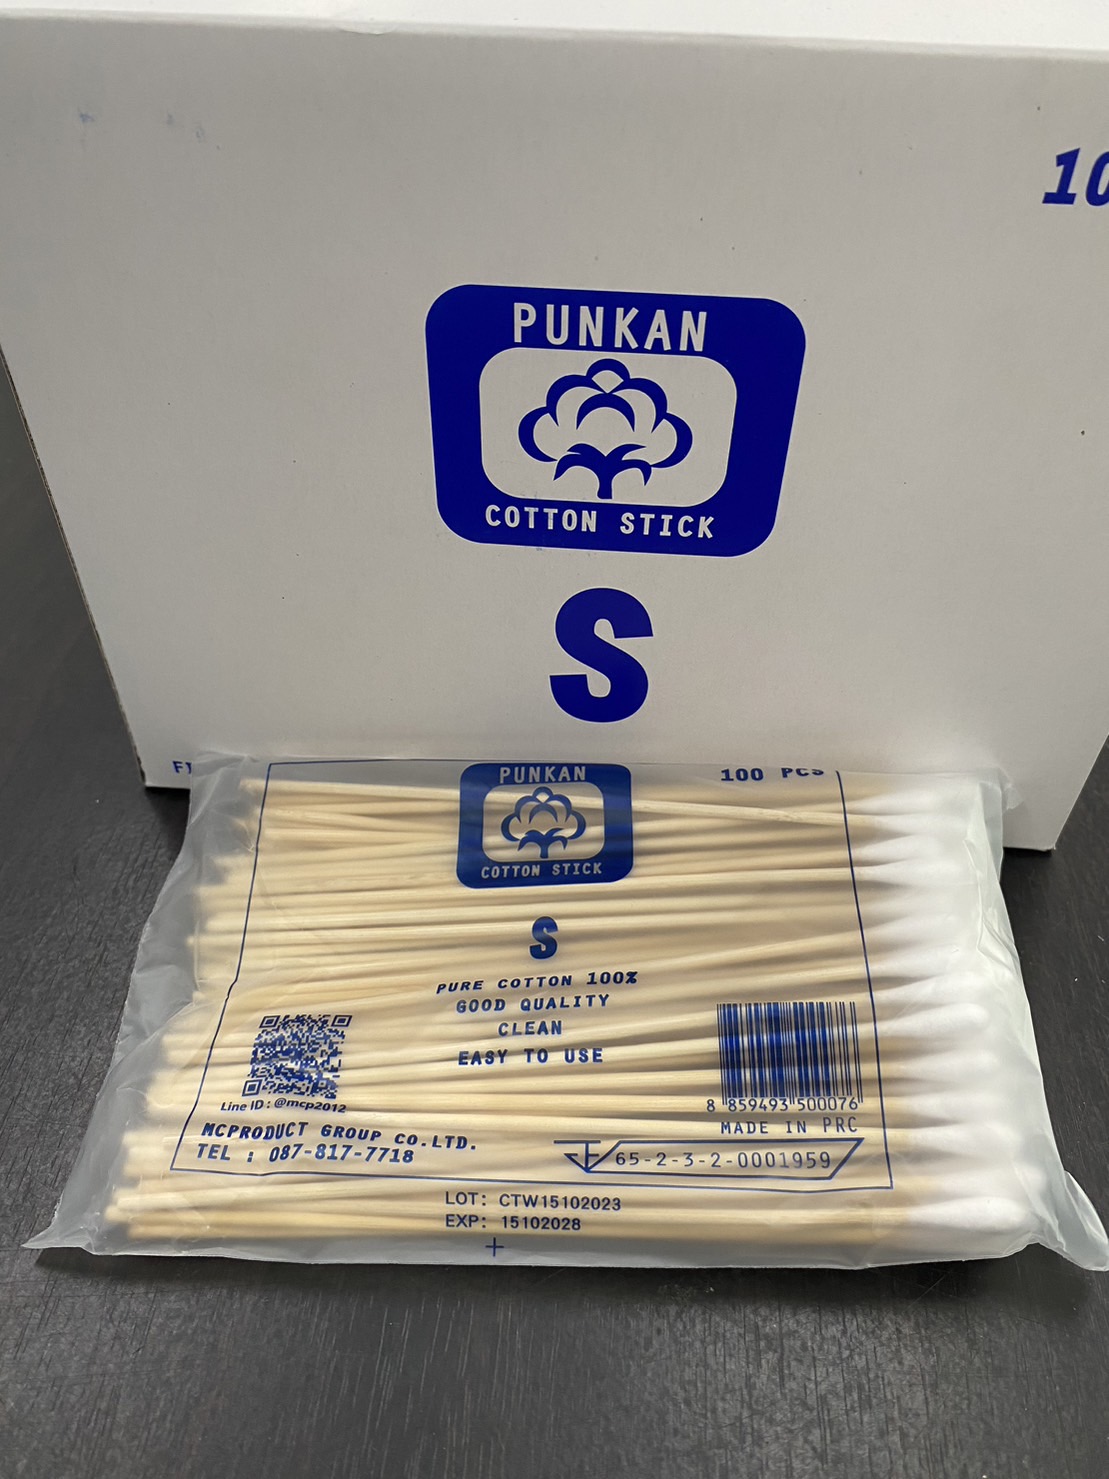 PUNKAN
COTTON STICK
S
PUNKAN
COTTON STICK
100 PCS
S
PURE COTTON 100%
GOOD QUALITY
CLEAN
EASY TO USE
Line ID : @mcp2012
MCPRODUCT GROUP CO.LTD.
TEL : 087-817-7718
8 859493 500076
MADE IN PRC
65-2-3-2-0001959
LOT: CTW15102023
EXP: 15102028